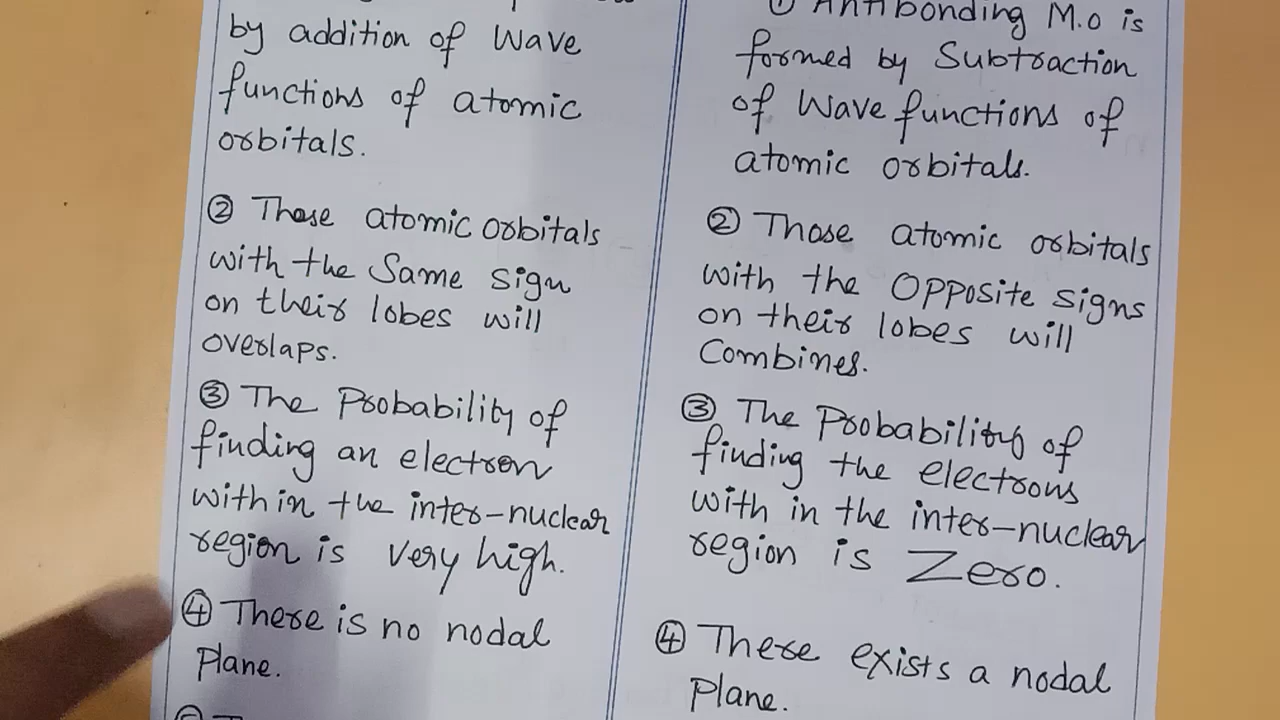 by addition of Wave
functions of atomic
orbitals.
② Those atomic orbitals
with the Same Sign
on their lobes will
overlaps.
③ The Probability of
finding an electron
with in the inter-nuclear
region is very high.
④ There is no nodal
Plane.
① Antibonding M.O is
formed by Subtraction
of Wave functions of
atomic orbitals.
② Those atomic orbitals
with the Opposite signs
on their lobes will
Combines.
③ The Probability of
finding the electrons
with in the inter-nuclear
region is Zero.
④ There exists a nodal
Plane.